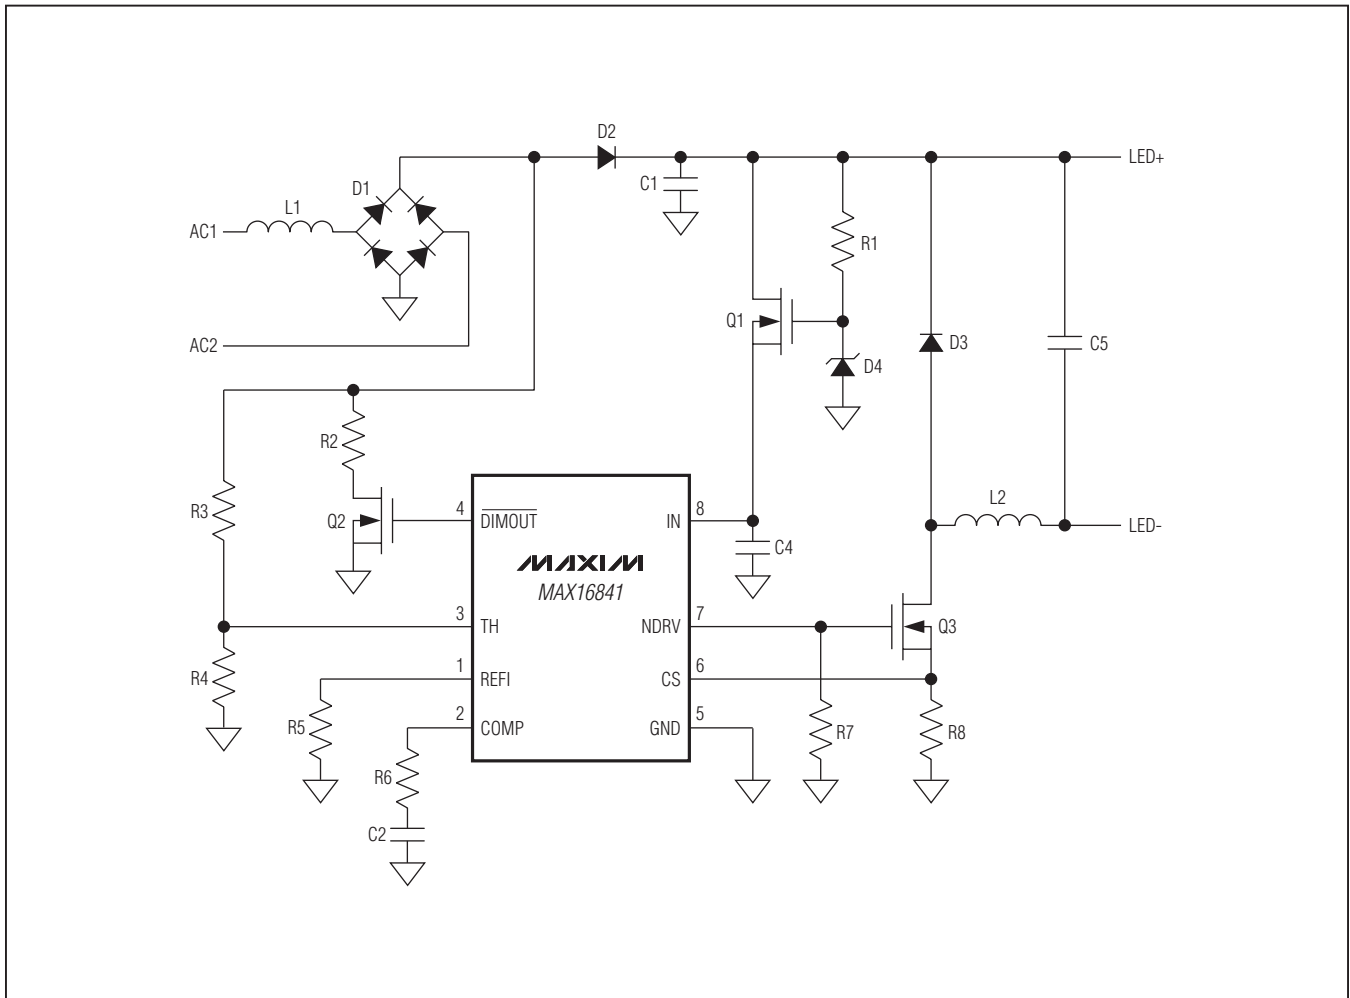 D2
LED+
D1
C1
L1
AC1
R1
Q1
AC2
D3
C5
D4
R2
L2
R3
Q2
4
DIMOUT
IN
8
LED-
C4
MAXIM
MAX16841
3
TH
NDRV
7
Q3
R4
1
REFI
CS
6
R5
2
COMP
GND
5
R7
R8
R6
C2